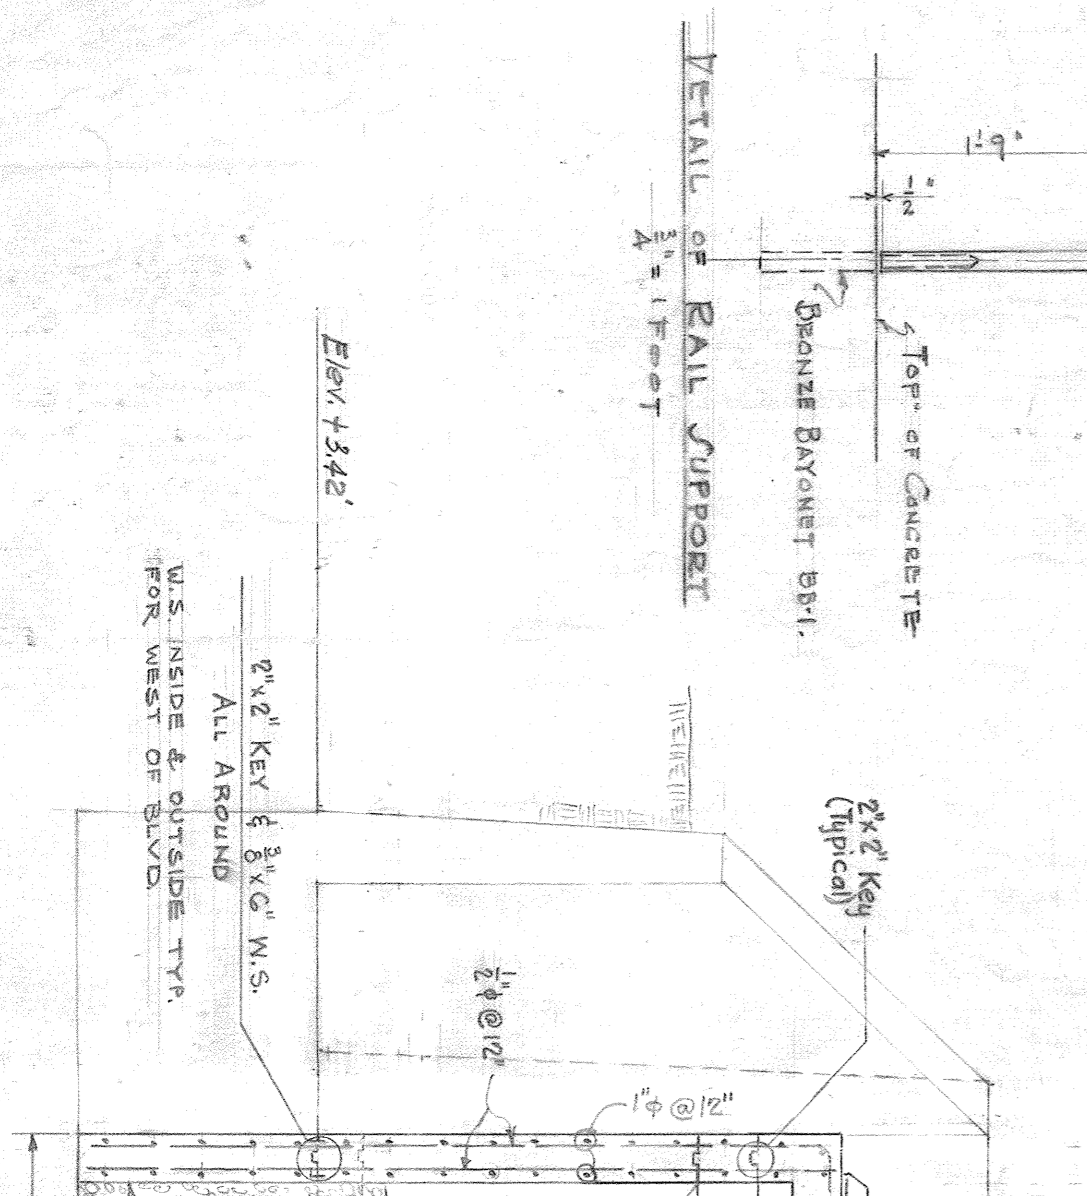 1'-9"
1/2"
DETAIL OF RAIL SUPPORT
3/4" = 1 FOOT
TOP OF CONCRETE
BRONZE BAYONET BB-1.
Elev. +3.42'
2"x2" Key
(Typical)
2"x2" KEY & 3/8"x6" W.S.
ALL AROUND
W.S. INSIDE & OUTSIDE TYP.
FOR WEST OF BLVD.
1/2"ϕ@12"
1"ϕ@12"